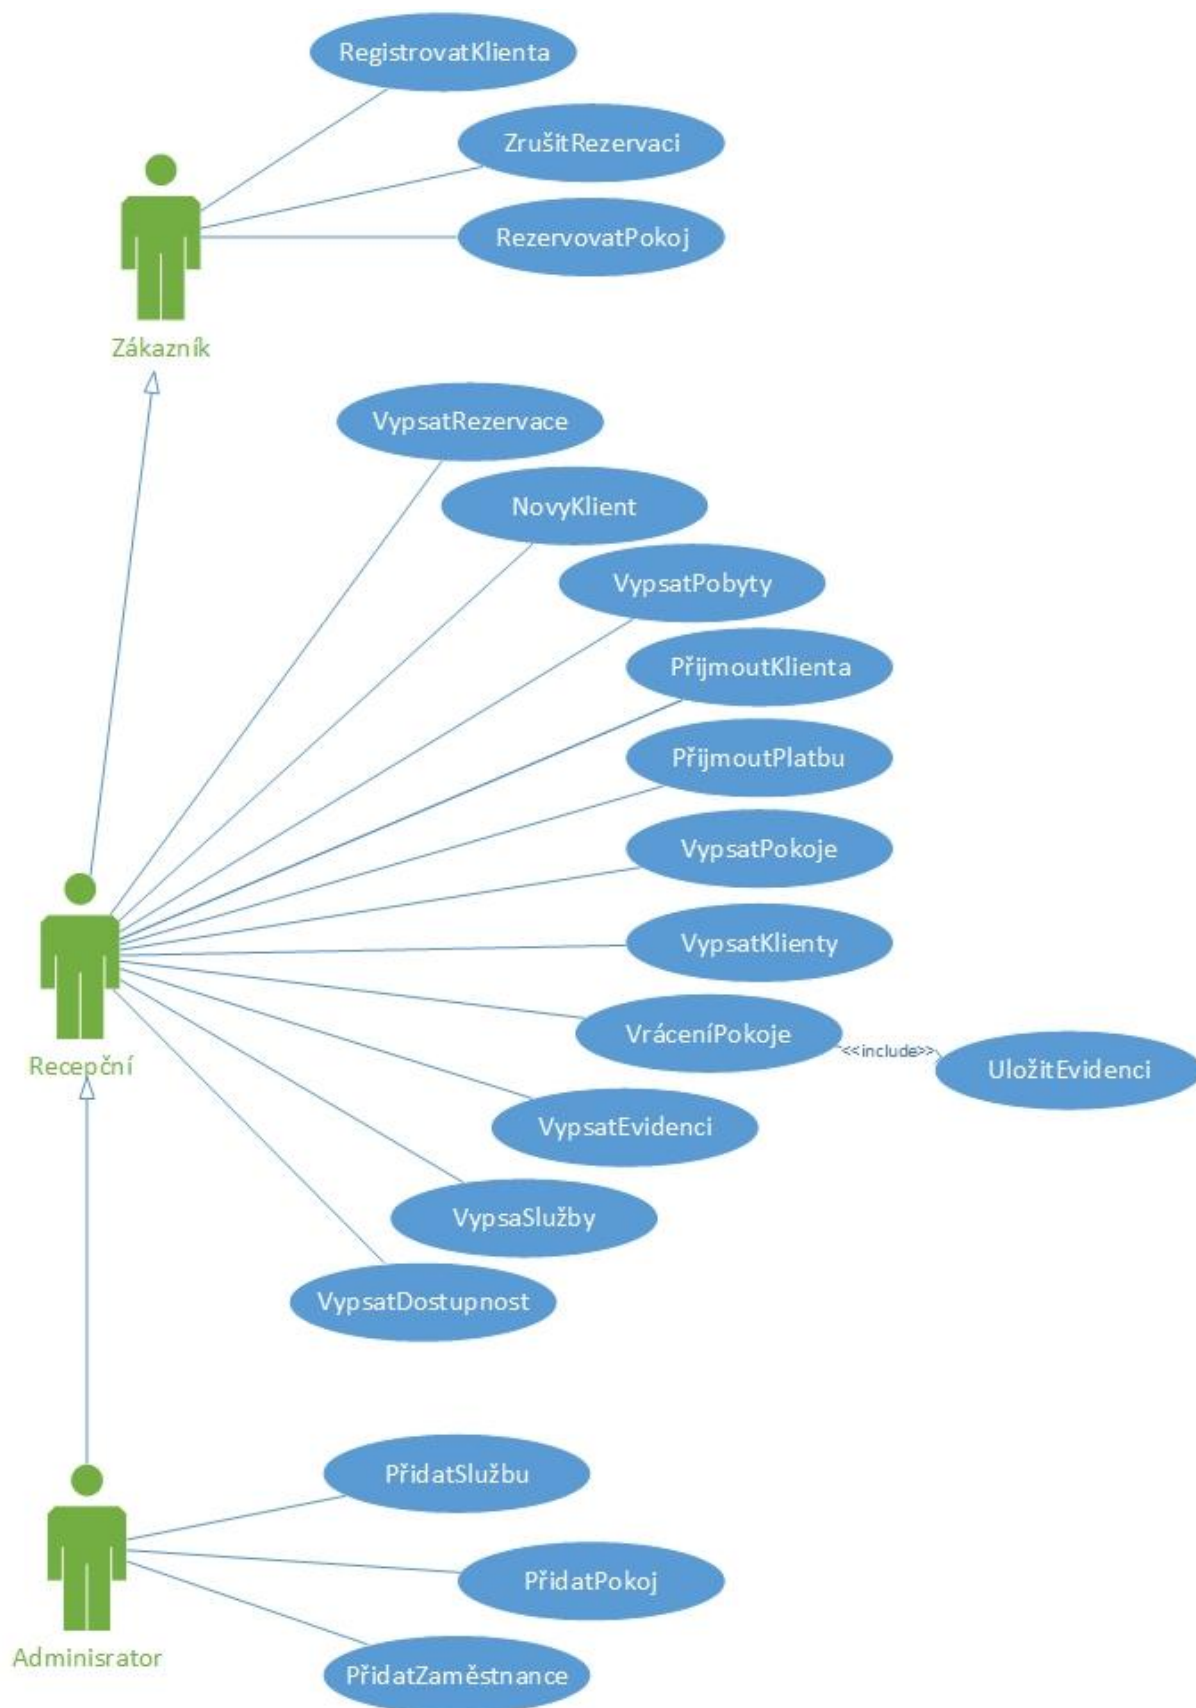 RegistrovatKlienta
ZrušitRezervaci
RezervovatPokoj
Zákazník
VypsatRezervace
NovyKlient
VypsatPobyty
PřijmoutKlienta
PřijmoutPlatbu
VypsatPokoje
VypsatKlienty
VráceníPokoje
<<include>>
UložitEvidenci
Recepční
VypsatEvidenci
VypsaSlužby
VypsatDostupnost
PřidatSlužbu
PřidatPokoj
Adminisrator
PřidatZaměstnance